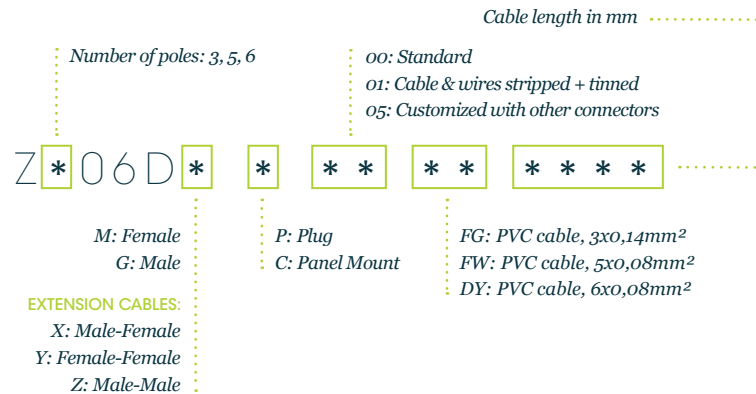 Cable length in mm
Number of poles: 3, 5, 6
00: Standard
01: Cable & wires stripped + tinned
05: Customized with other connectors
Z * 06D * * * * * * * * * *
M: Female
G: Male
P: Plug
C: Panel Mount
FG: PVC cable, 3x0,14mm²
FW: PVC cable, 5x0,08mm²
DY: PVC cable, 6x0,08mm²
EXTENSION CABLES:
X: Male-Female
Y: Female-Female
Z: Male-Male